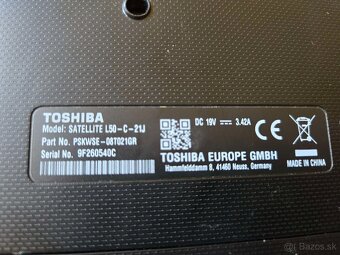 TOSHIBA
Model: SATELLITE L50-C-21J
Part No. PSKWSE-08T021GR
Serial No. 9F260540C
DC 19V 3.42A
CE
TOSHIBA EUROPE GMBH
Hammfelddamm 8, 41460 Neuss, Germany
MADE IN CHINA
bazos.sk